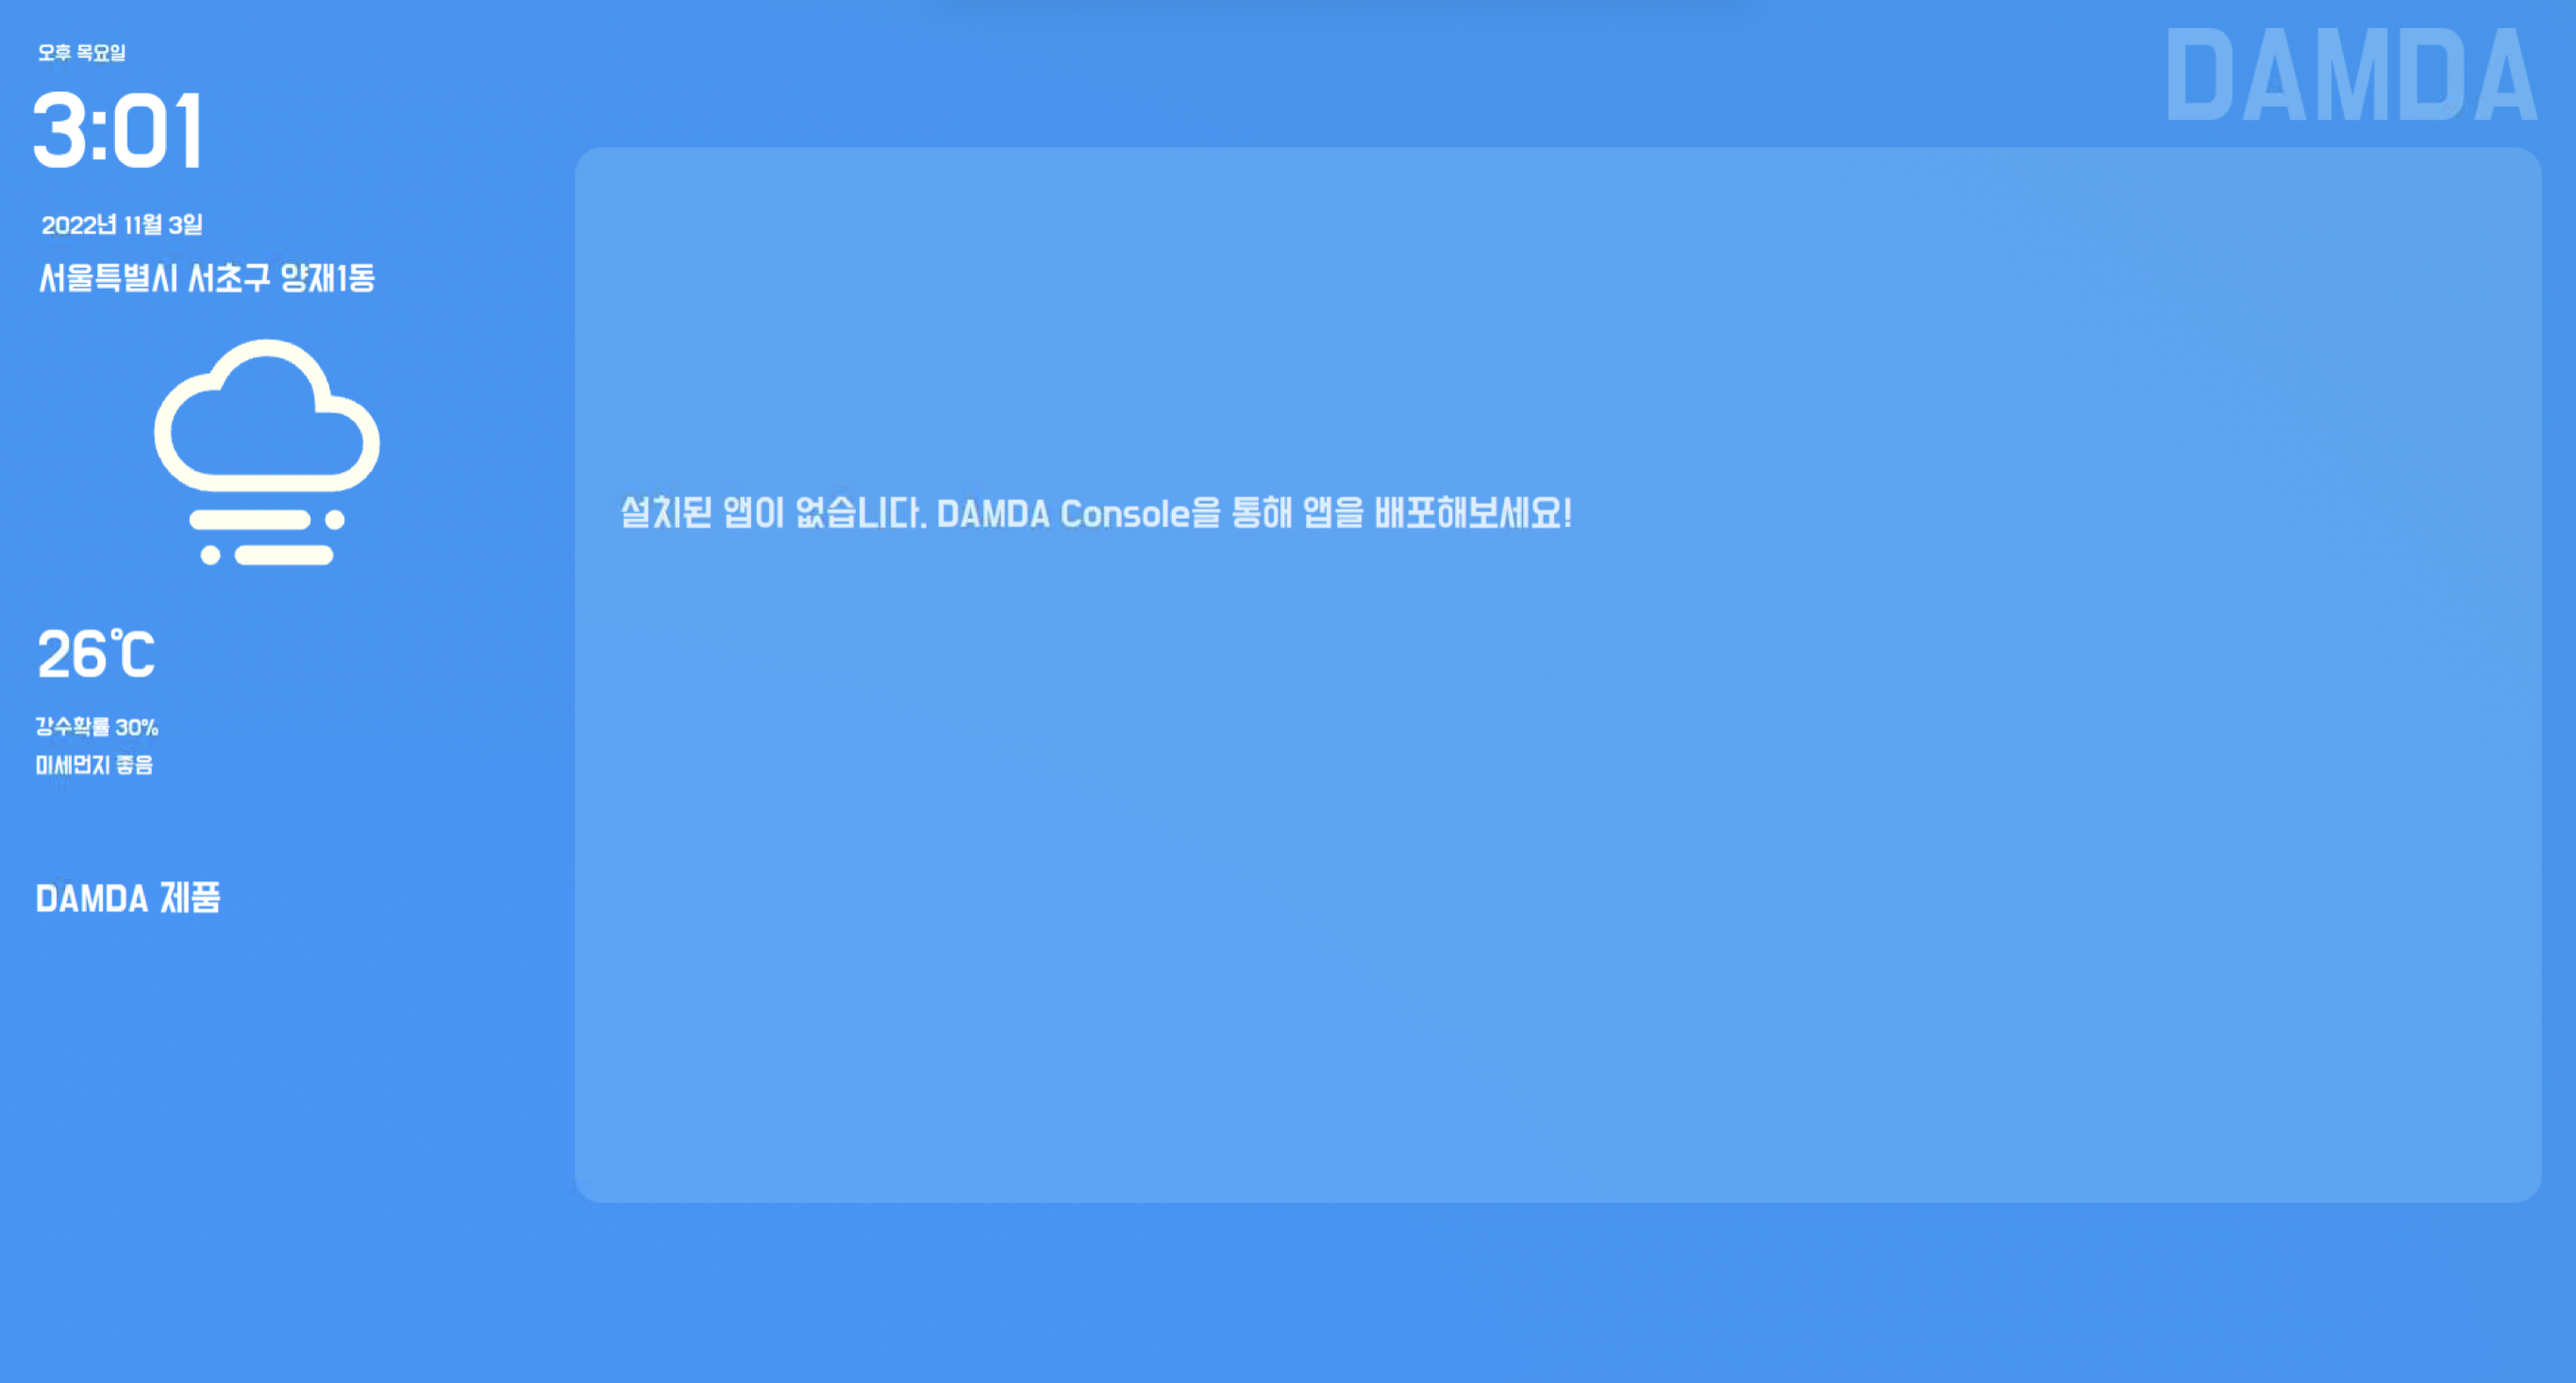 오후 목요일
3:01
2022년 11월 3일
서울특별시 서초구 양재1동
26℃
강수확률 30%
미세먼지 좋음
DAMDA 제품
DAMDA
설치된 앱이 없습니다. DAMDA Console을 통해 앱을 배포해보세요!